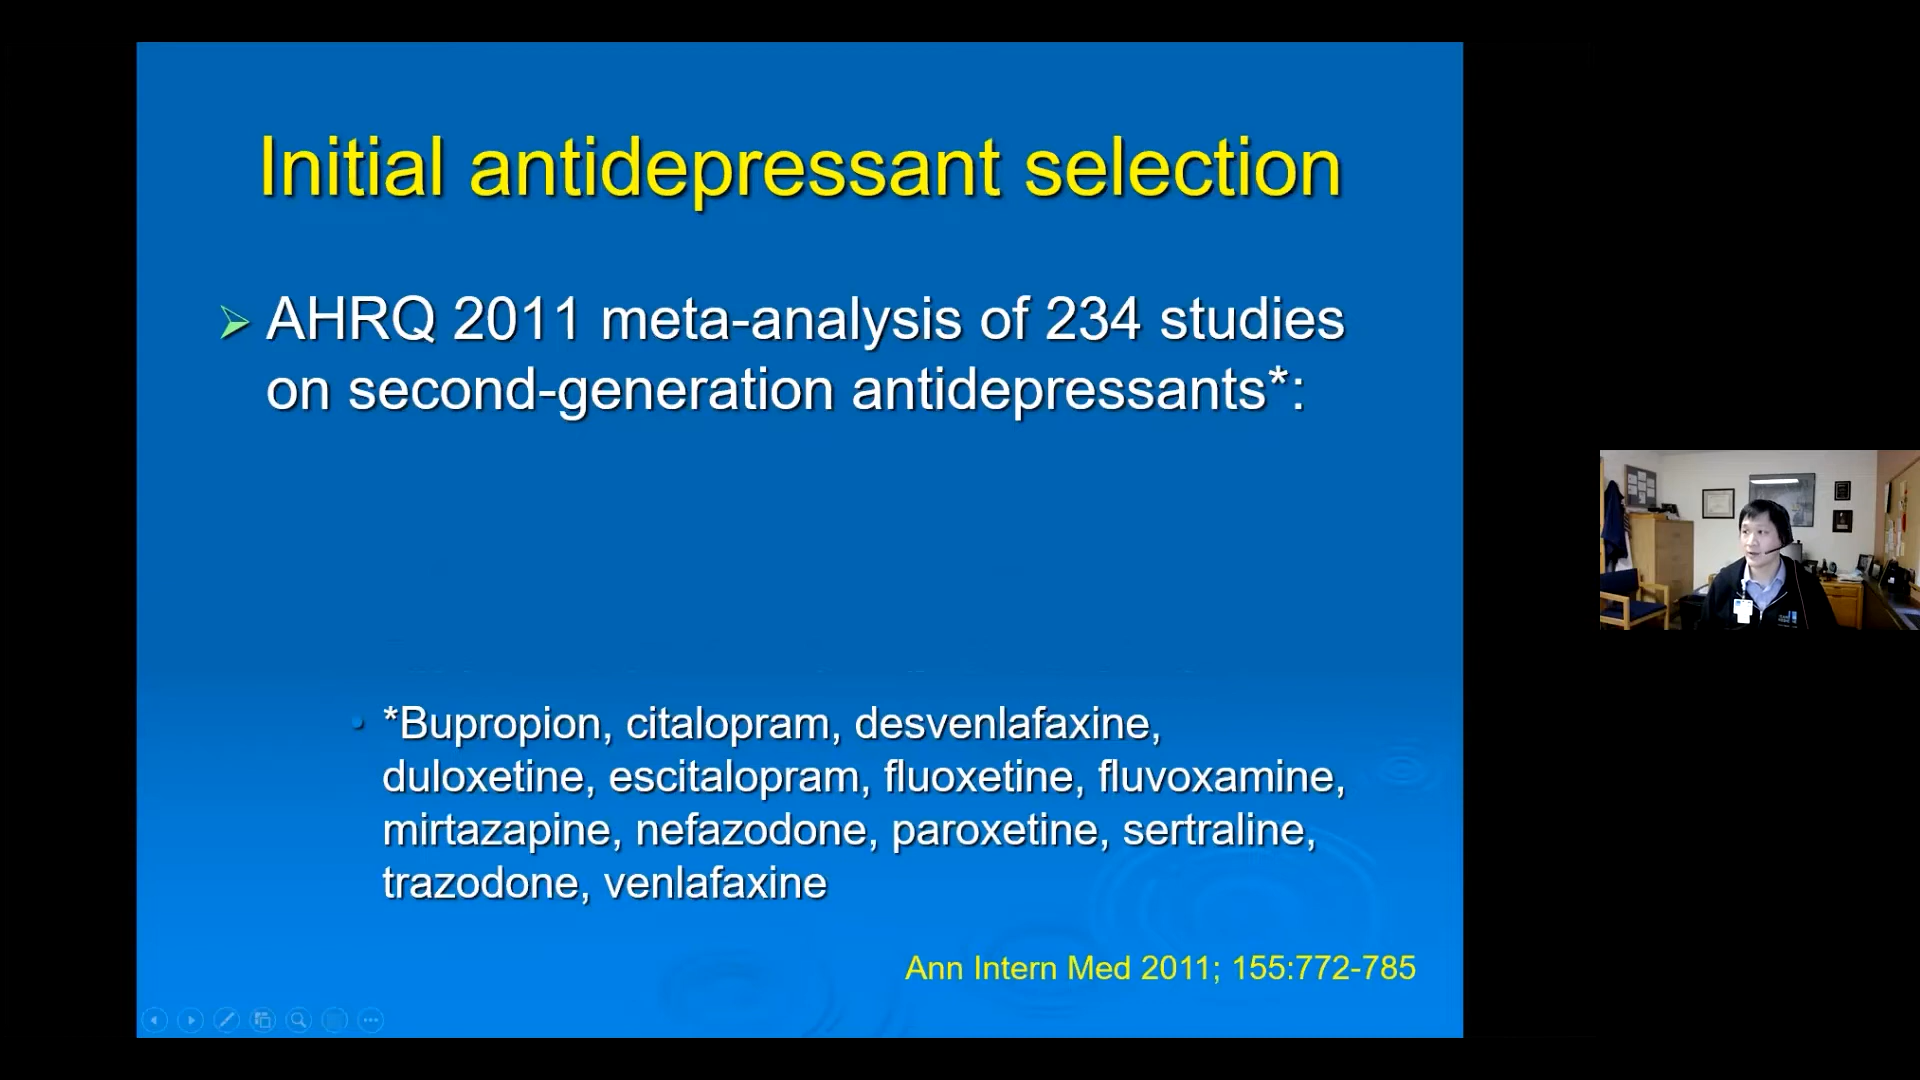 Initial antidepressant selection
AHRQ 2011 meta-analysis of 234 studies
on second-generation antidepressants*:
*Bupropion, citalopram, desvenlafaxine,
duloxetine, escitalopram, fluoxetine, fluvoxamine,
mirtazapine, nefazodone, paroxetine, sertraline,
trazodone, venlafaxine
Ann Intern Med 2011; 155:772-785